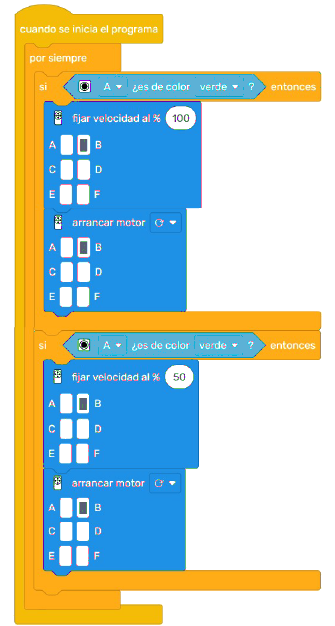 cuando se inicia el programa
por siempre
si A ¿es de color verde ? entonces
fijar velocidad al % 100
A B
C D
E F
arrancar motor
A B
C D
E F
si A ¿es de color verde ? entonces
fijar velocidad al % 50
A B
C D
E F
arrancar motor
A B
C D
E F